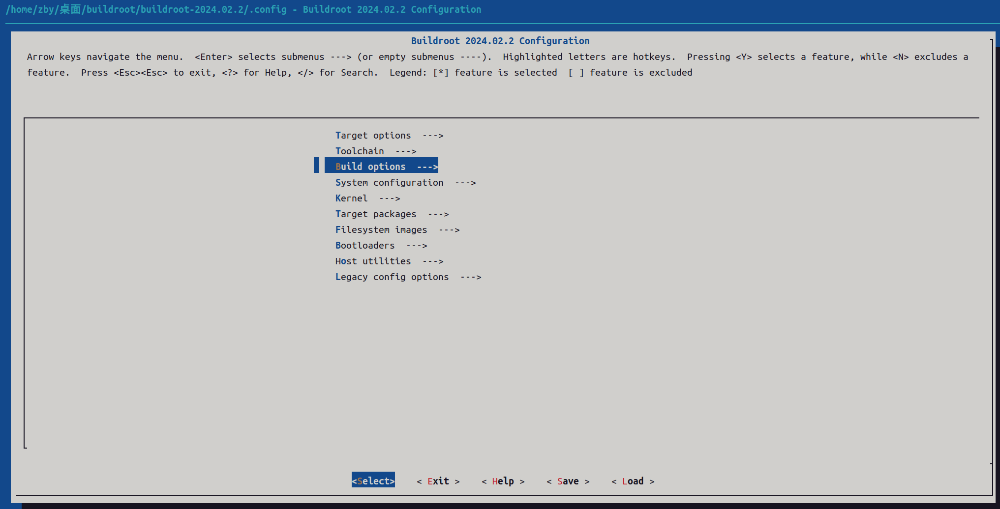 /home/zby/桌面/buildroot/buildroot-2024.02.2/.config - Buildroot 2024.02.2 Configuration
Buildroot 2024.02.2 Configuration
Arrow keys navigate the menu.  <Enter> selects submenus ---> (or empty submenus ----).  Highlighted letters are hotkeys.  Pressing <Y> selects a feature, while <N> excludes a
feature.  Press <Esc><Esc> to exit, <?> for Help, </> for Search.  Legend: [*] feature is selected  [ ] feature is excluded
Target options  --->
Toolchain  --->
Build options  --->
System configuration  --->
Kernel  --->
Target packages  --->
Filesystem images  --->
Bootloaders  --->
Host utilities  --->
Legacy config options  --->
<Select>    < Exit >    < Help >    < Save >    < Load >